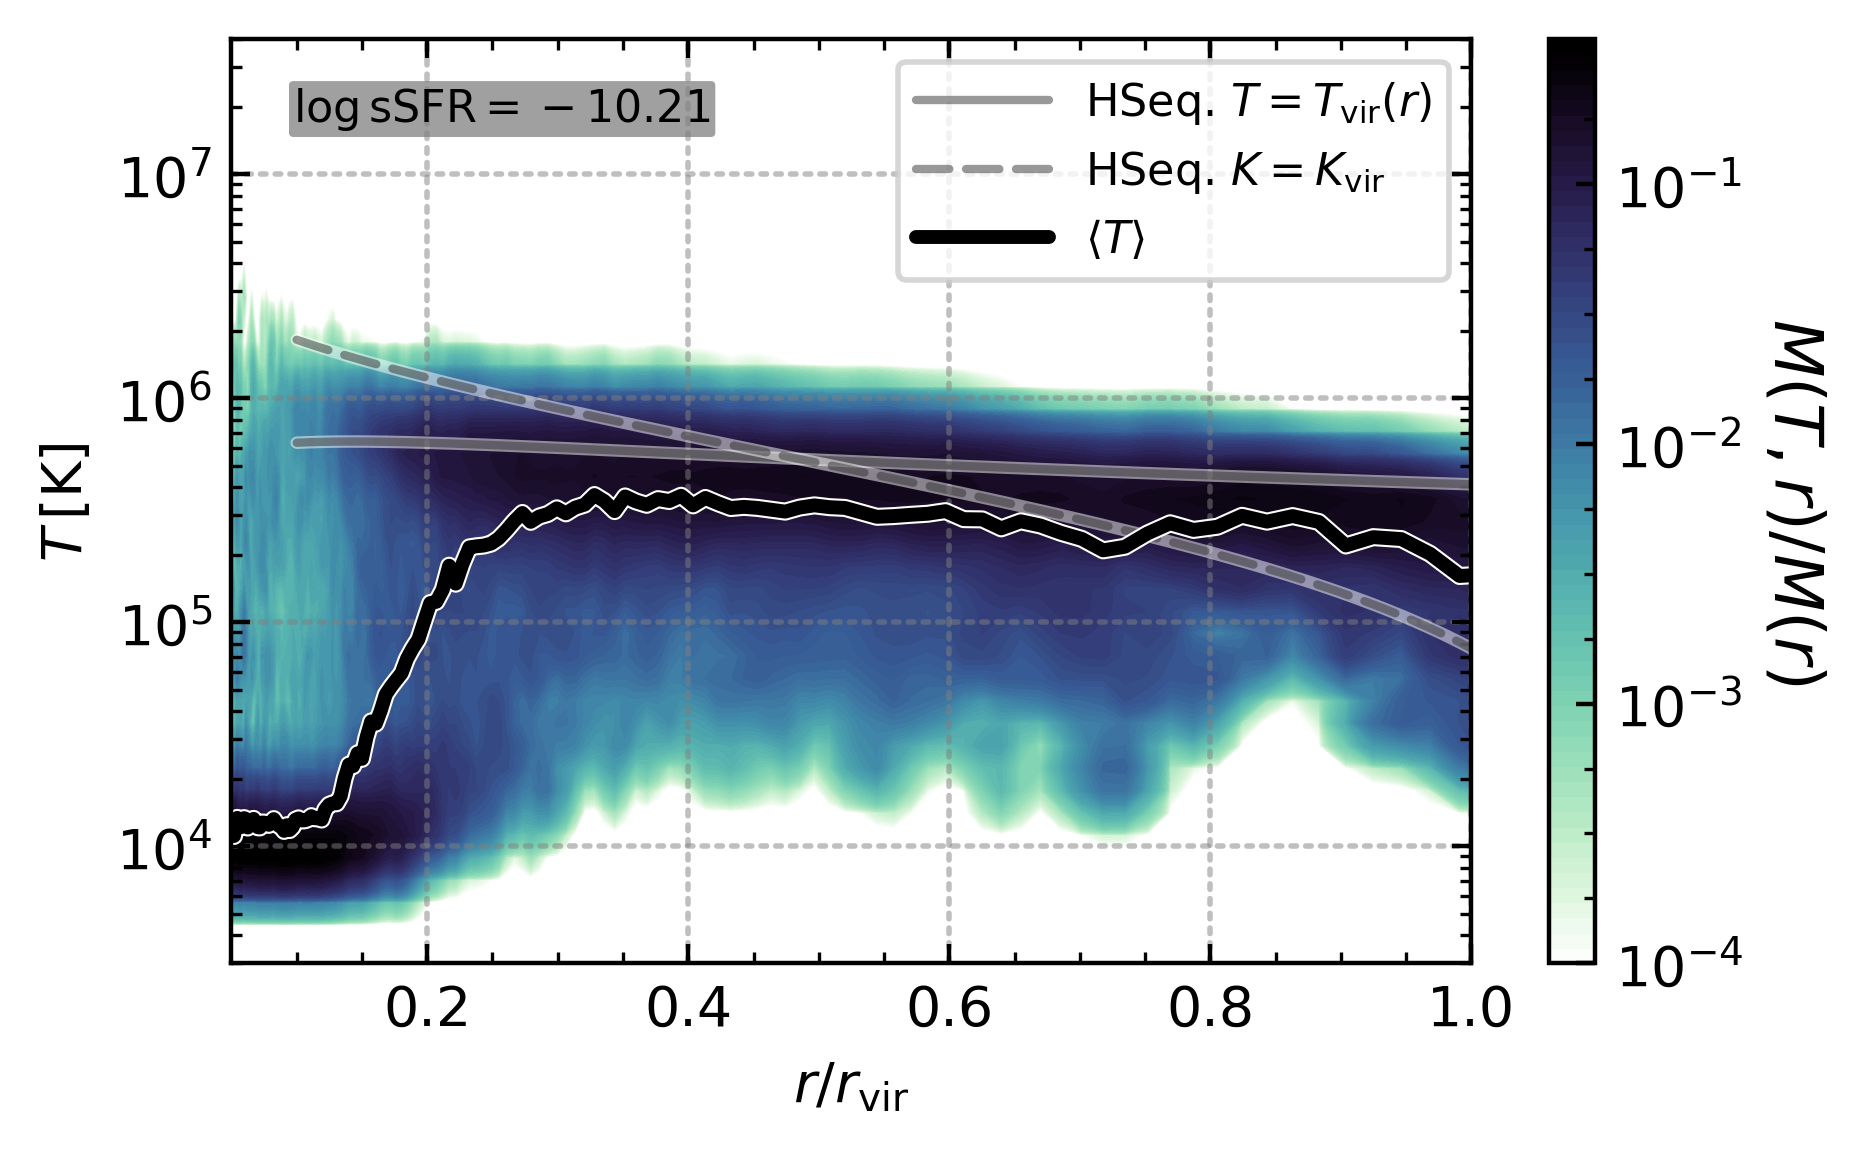 log sSFR = −10.21
HSeq. T = T_vir(r)
HSeq. K = K_vir
⟨T⟩
10^7
10^6
10^5
10^4
T [K]
0.2 0.4 0.6 0.8 1.0
r/r_vir
10^−1
10^−2
10^−3
10^−4
M(T, r)/M(r)